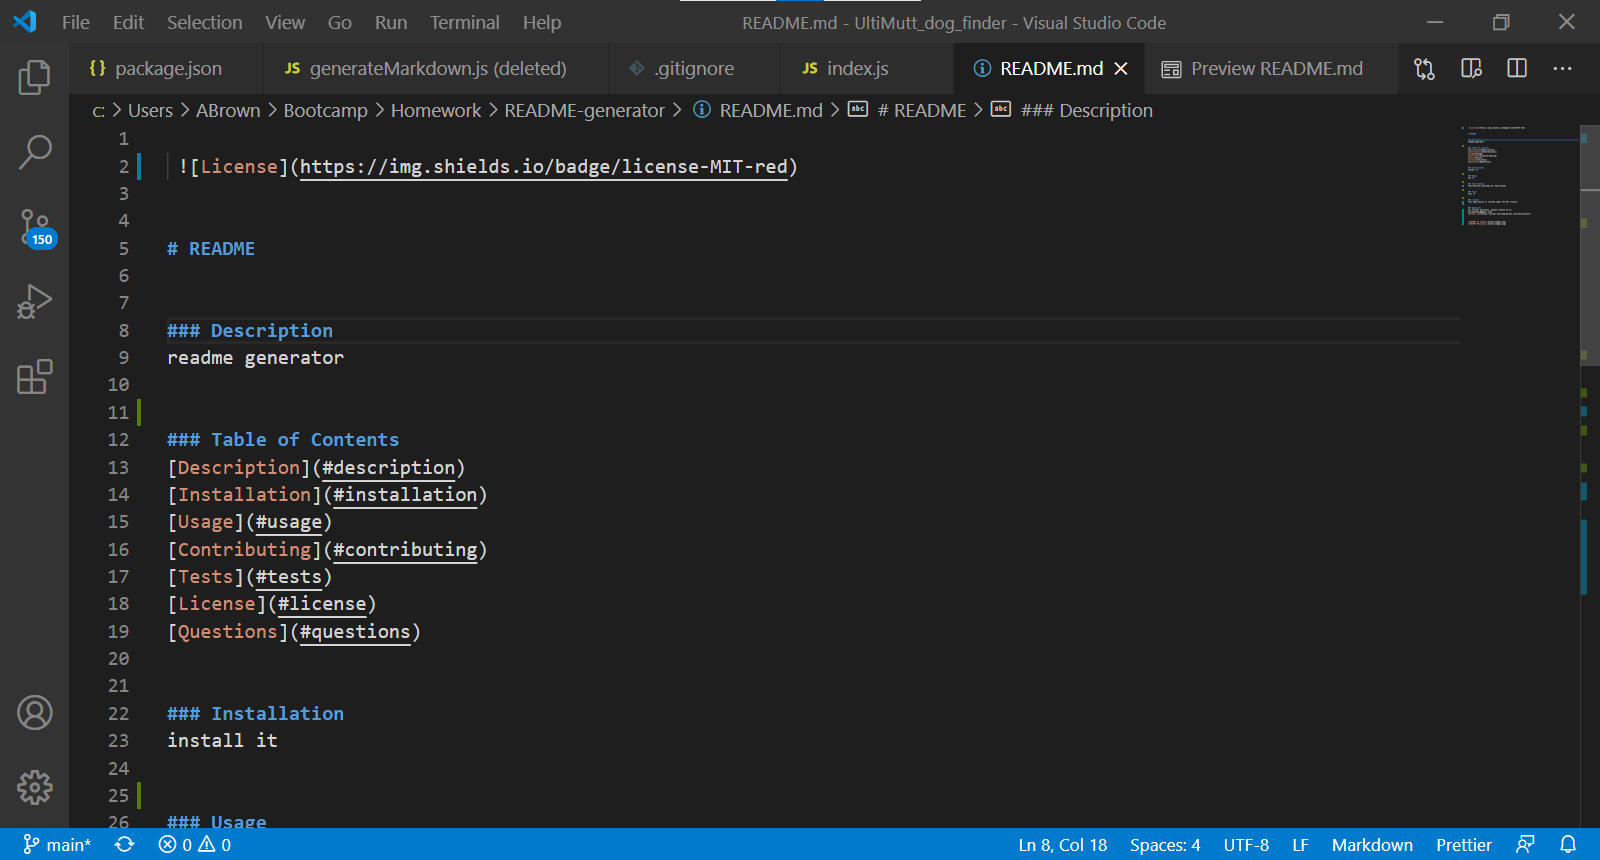 File Edit Selection View Go Run Terminal Help README.md - UltiMutt_dog_finder - Visual Studio Code
{} package.json JS generateMarkdown.js (deleted) .gitignore JS index.js README.md Preview README.md
c: > Users > ABrown > Bootcamp > Homework > README-generator > README.md > abc # README > abc ### Description
1
2 ![License](https://img.shields.io/badge/license-MIT-red)
3
4
5 # README
6
7
8 ### Description
9 readme generator
10
11
12 ### Table of Contents
13 [Description](#description)
14 [Installation](#installation)
15 [Usage](#usage)
16 [Contributing](#contributing)
17 [Tests](#tests)
18 [License](#license)
19 [Questions](#questions)
20
21
22 ### Installation
23 install it
24
25
26 ### Usage
150
main* 0 0 Ln 8, Col 18 Spaces: 4 UTF-8 LF Markdown Prettier